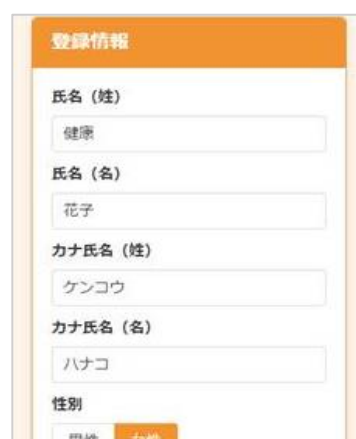 登録情報
氏名（姓）
健康
氏名（名）
花子
カナ氏名（姓）
ケンコウ
カナ氏名（名）
ハナコ
性別
男性 女性